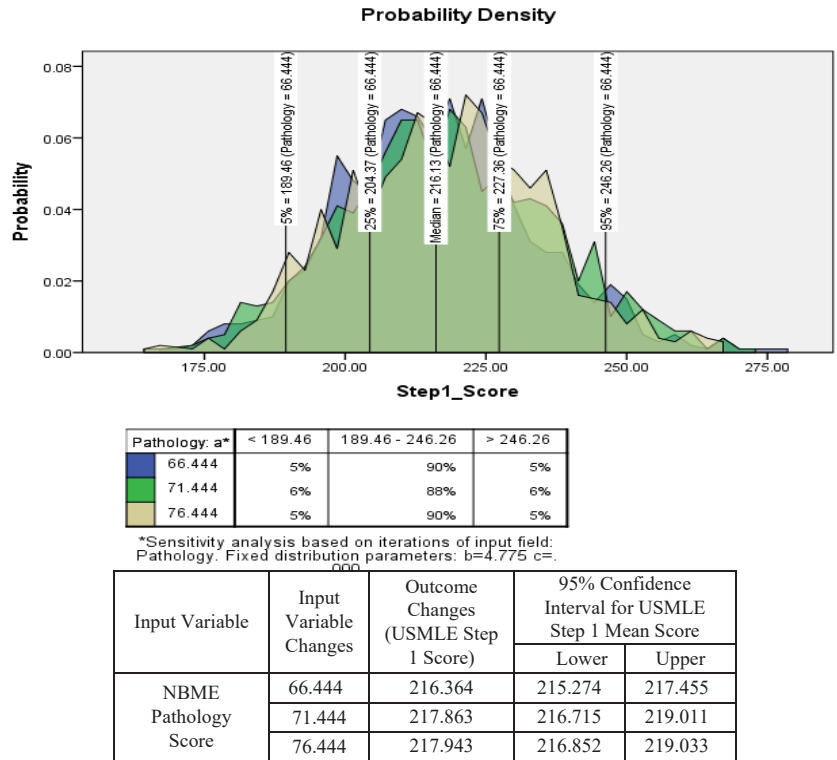 Probability Density
Probability
0.08
0.06
0.04
0.02
0.00
5% = 189.46 (Pathology = 66.444)
25% = 204.37 (Pathology = 66.444)
Median = 216.13 (Pathology = 66.444)
75% = 227.36 (Pathology = 66.444)
95% = 246.26 (Pathology = 66.444)
175.00 200.00 225.00 250.00 275.00
Step1_Score
Pathology: a* < 189.46 189.46 - 246.26 > 246.26
66.444 5% 90% 5%
71.444 6% 88% 6%
76.444 5% 90% 5%
*Sensitivity analysis based on iterations of input field:
Pathology. Fixed distribution parameters: b=4.775 c=.
000
Input Variable
Input
Variable
Changes
Outcome
Changes
(USMLE Step
1 Score)
95% Confidence
Interval for USMLE
Step 1 Mean Score
Lower Upper
NBME
Pathology
Score
66.444 216.364 215.274 217.455
71.444 217.863 216.715 219.011
76.444 217.943 216.852 219.033